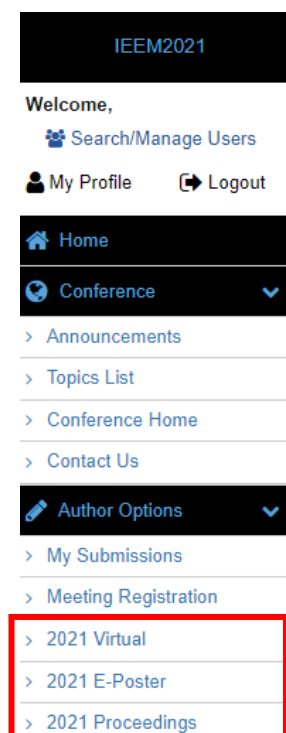 IEEM2021
Welcome,
Search/Manage Users
My Profile Logout
Home
Conference
Announcements
Topics List
Conference Home
Contact Us
Author Options
My Submissions
Meeting Registration
2021 Virtual
2021 E-Poster
2021 Proceedings